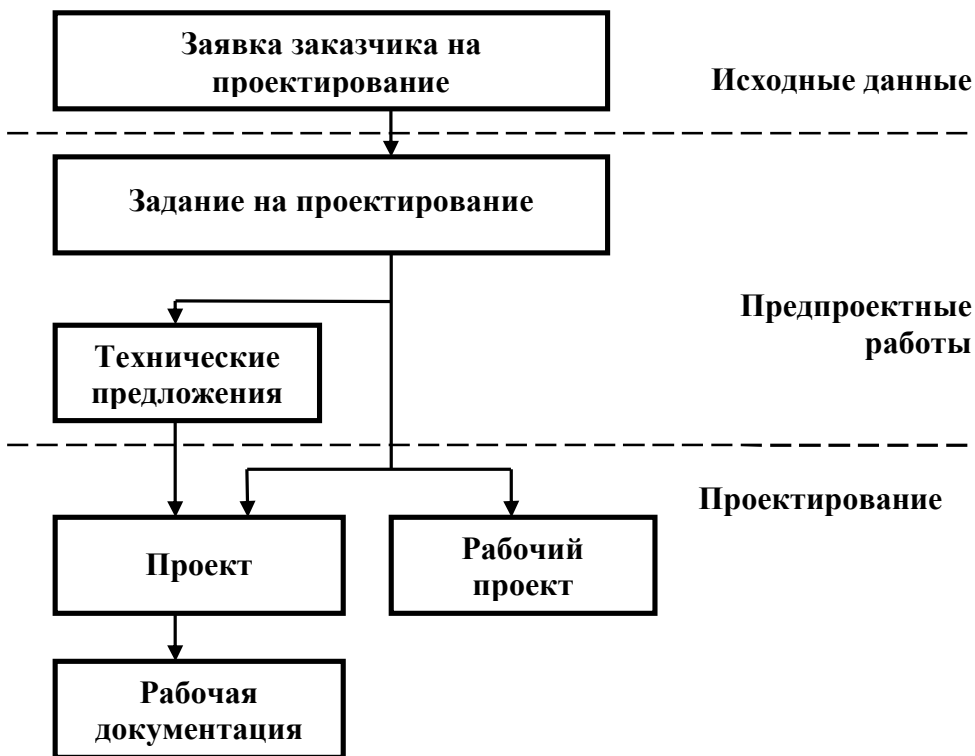 Заявка заказчика на
проектирование
Исходные данные
Задание на проектирование
Предпроектные
работы
Технические
предложения
Проектирование
Проект
Рабочий
проект
Рабочая
документация